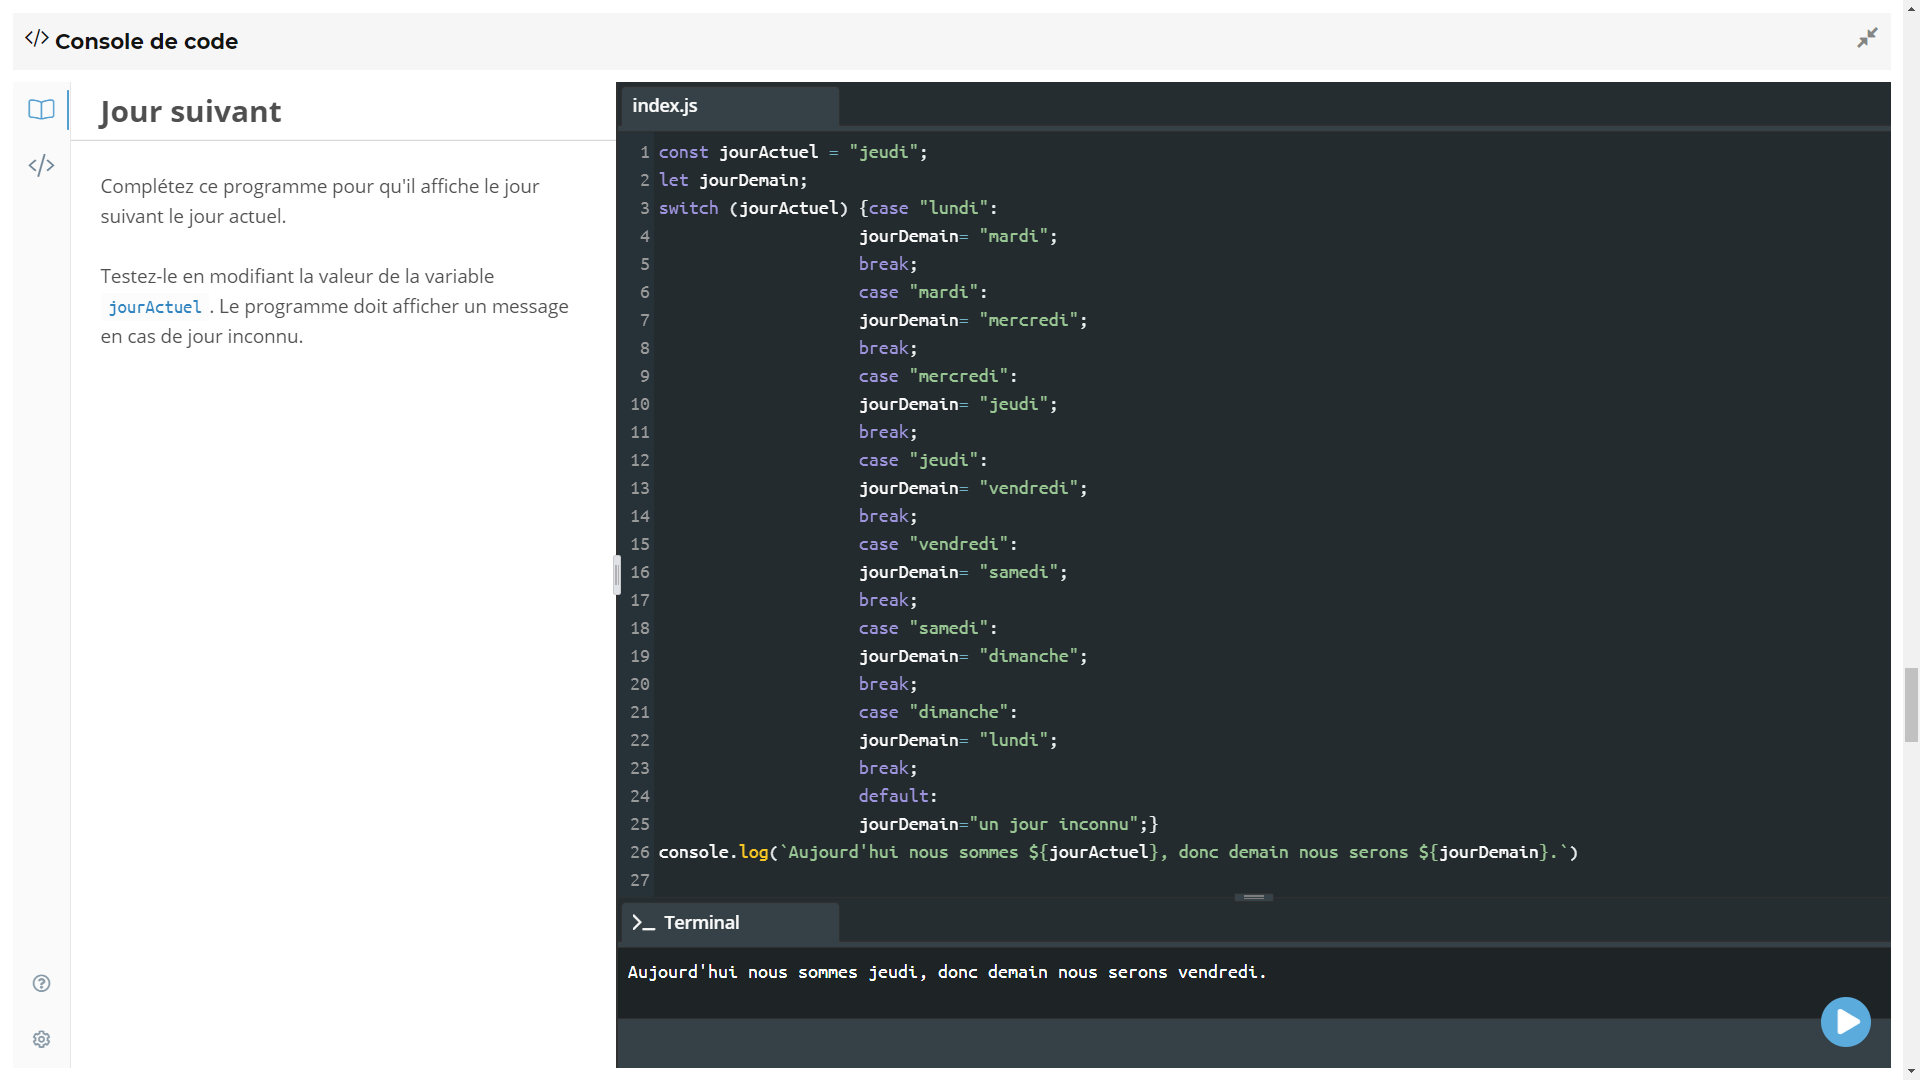 </> Console de code
Jour suivant
</>
Complétez ce programme pour qu'il affiche le jour
suivant le jour actuel.
Testez-le en modifiant la valeur de la variable
jourActuel . Le programme doit afficher un message
en cas de jour inconnu.
index.js
1 const jourActuel = "jeudi";
2 let jourDemain;
3 switch (jourActuel) {case "lundi":
4 jourDemain= "mardi";
5 break;
6 case "mardi":
7 jourDemain= "mercredi";
8 break;
9 case "mercredi":
10 jourDemain= "jeudi";
11 break;
12 case "jeudi":
13 jourDemain= "vendredi";
14 break;
15 case "vendredi":
16 jourDemain= "samedi";
17 break;
18 case "samedi":
19 jourDemain= "dimanche";
20 break;
21 case "dimanche":
22 jourDemain= "lundi";
23 break;
24 default:
25 jourDemain="un jour inconnu";}
26 console.log(`Aujourd'hui nous sommes ${jourActuel}, donc demain nous serons ${jourDemain}.`)
27
>_ Terminal
Aujourd'hui nous sommes jeudi, donc demain nous serons vendredi.